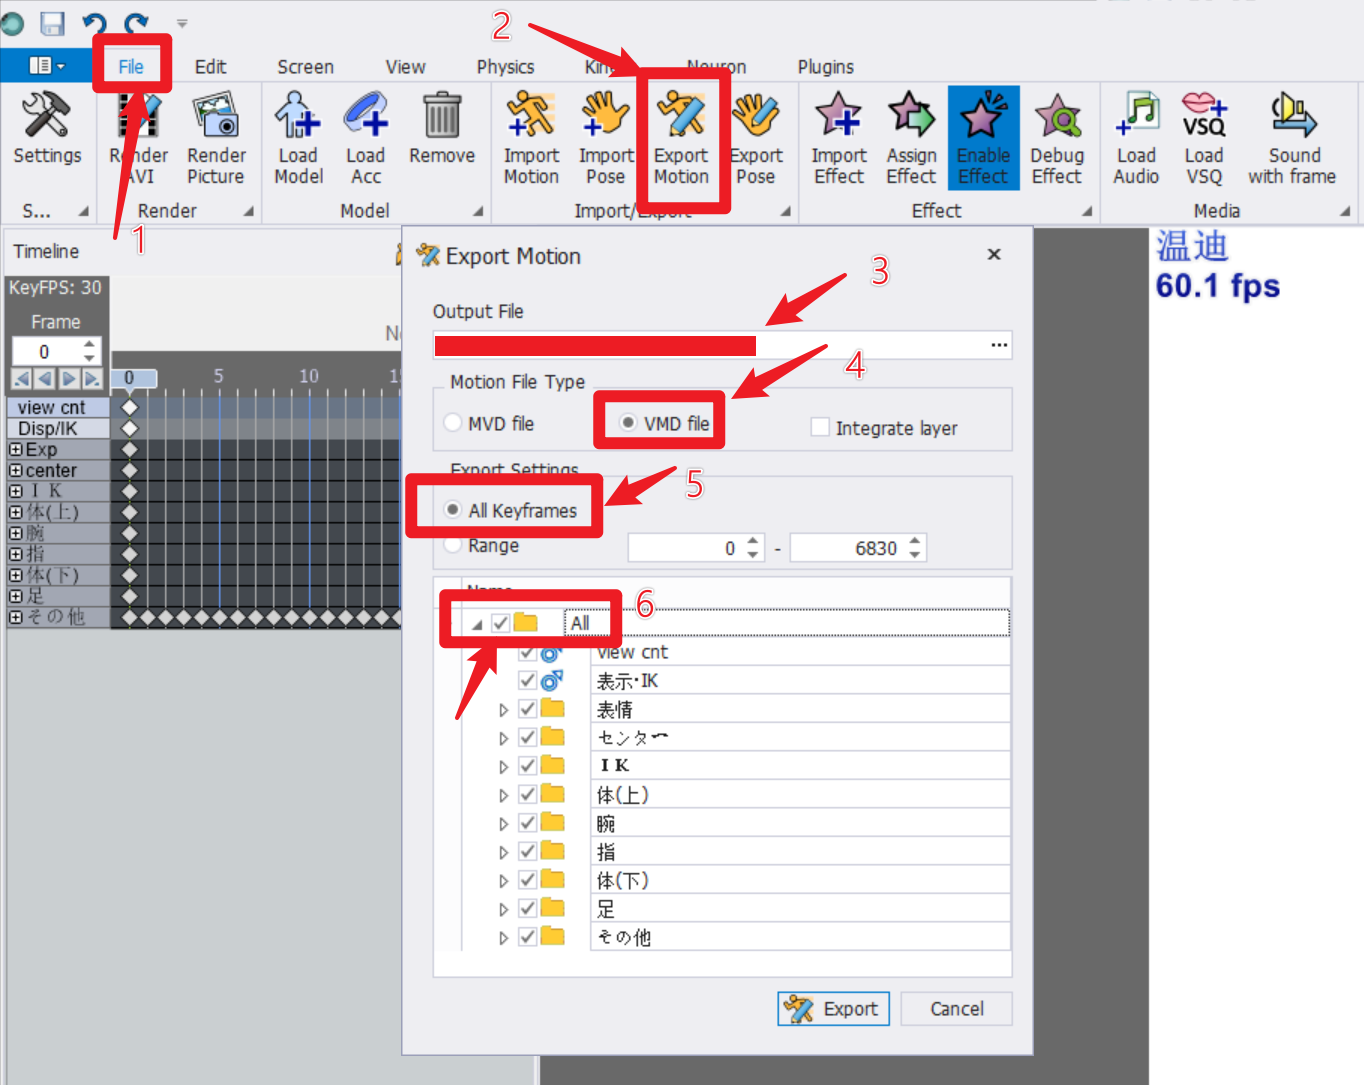 2
File Edit Screen View Physics Neuron Plugins
Settings
Render AVI
Render Picture
Load Model
Load Acc
Remove
Import Motion
Import Pose
Export Motion
Export Pose
Import Effect
Assign Effect
Enable Effect
Debug Effect
Load Audio
VSQ
Load VSQ
Sound with frame
S... Render Model Import/Export Effect Media
1
Timeline
KeyFPS: 30
Frame
0
0 5 10
view cnt
Disp/IK
Exp
center
ＩＫ
体(上)
腕
指
体(下)
足
その他
温迪
60.1 fps
Export Motion
3
Output File
...
4
Motion File Type
MVD file VMD file Integrate layer
Export Settings
5
All Keyframes
Range 0 - 6830
Name
6
All
view cnt
表示・IK
表情
センター
ＩＫ
体(上)
腕
指
体(下)
足
その他
Export Cancel